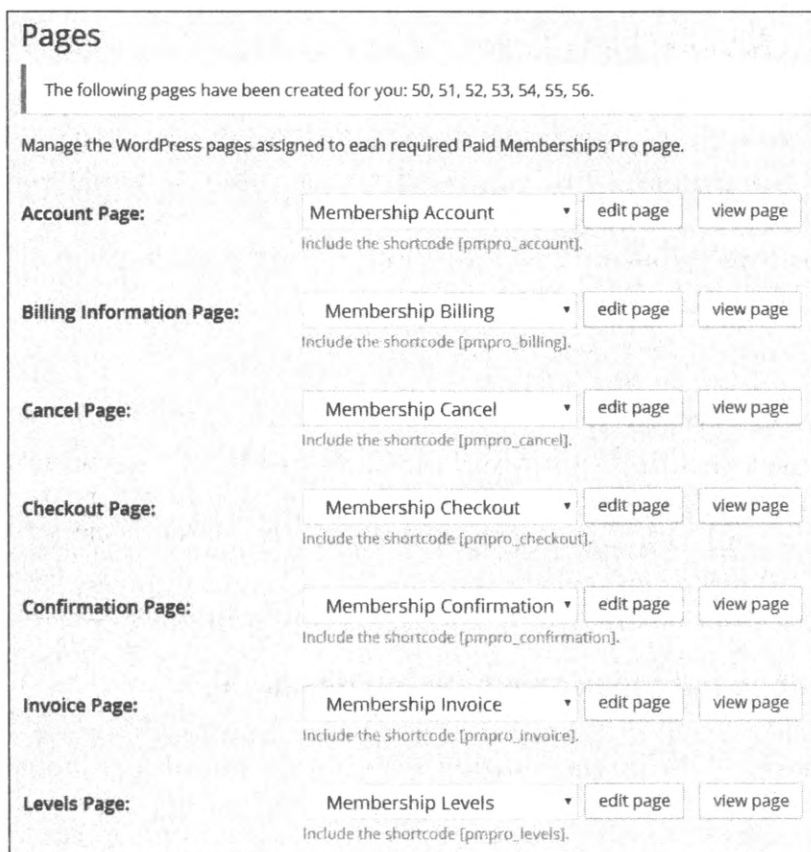 Pages
The following pages have been created for you: 50, 51, 52, 53, 54, 55, 56.
Manage the WordPress pages assigned to each required Paid Memberships Pro page.
Account Page: Membership Account edit page view page
Include the shortcode [pmpro_account].
Billing Information Page: Membership Billing edit page view page
Include the shortcode [pmpro_billing].
Cancel Page: Membership Cancel edit page view page
Include the shortcode [pmpro_cancel].
Checkout Page: Membership Checkout edit page view page
Include the shortcode [pmpro_checkout].
Confirmation Page: Membership Confirmation edit page view page
Include the shortcode [pmpro_confirmation].
Invoice Page: Membership Invoice edit page view page
Include the shortcode [pmpro_invoice].
Levels Page: Membership Levels edit page view page
Include the shortcode [pmpro_levels].